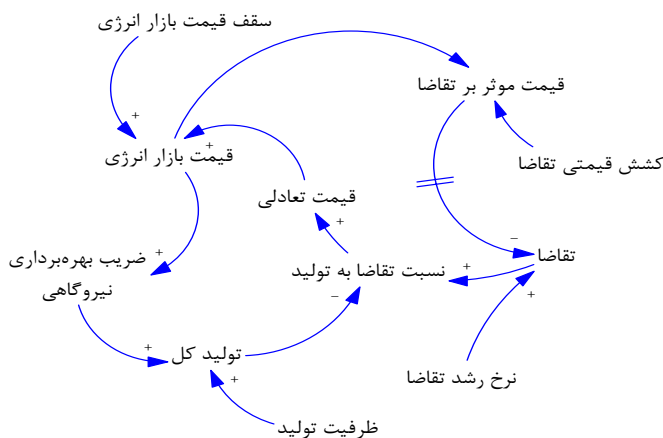 سقف قیمت بازار انرژی
+
قیمت موثر بر تقاضا
+
قیمت بازار انرژی
+
کشش قیمتی تقاضا
قیمت تعادلی
+
–
ضریب بهره‌برداری
+
نیروگاهی
نسبت تقاضا به تولید
+
–
تقاضا
+
+
تولید کل
+
نرخ رشد تقاضا
ظرفیت تولید